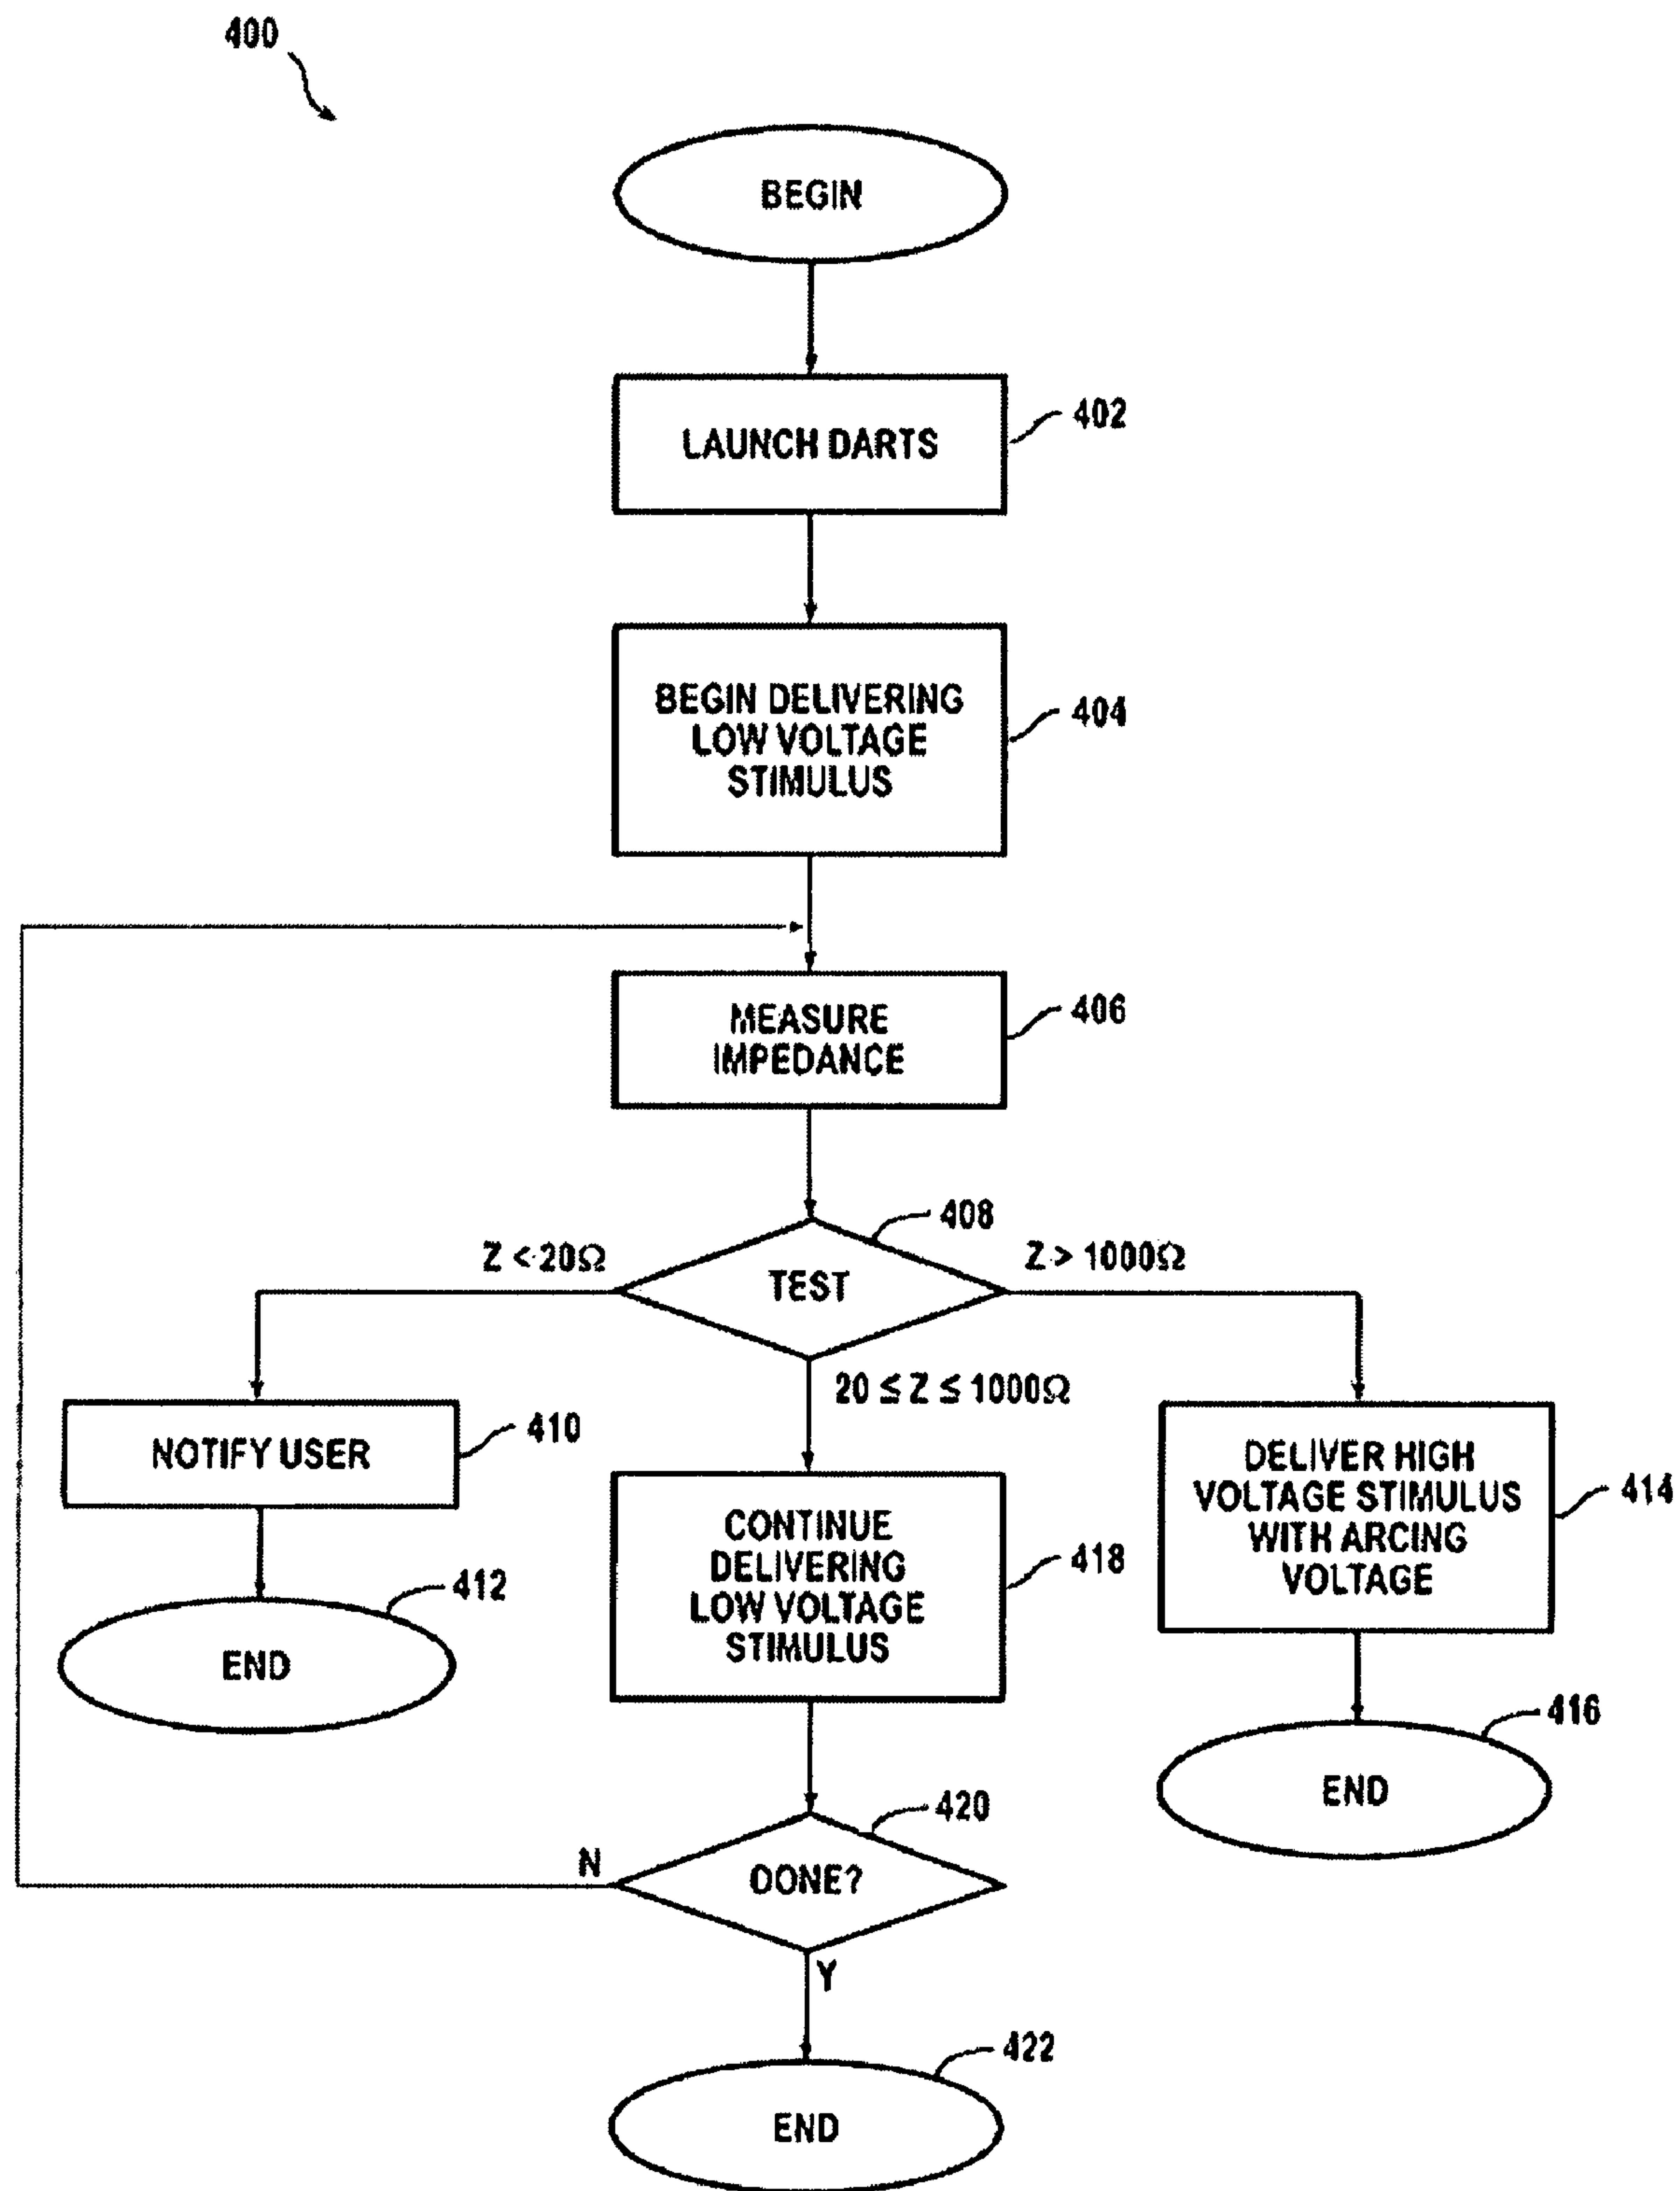 400
BEGIN
LAUNCH DARTS
402
BEGIN DELIVERING
LOW VOLTAGE
STIMULUS
404
MEASURE
IMPEDANCE
406
408
TEST
Z < 20Ω
Z > 1000Ω
20 ≤ Z ≤ 1000Ω
NOTIFY USER
410
412
END
CONTINUE
DELIVERING
LOW VOLTAGE
STIMULUS
418
DELIVER HIGH
VOLTAGE STIMULUS
WITH ARCING
VOLTAGE
414
416
END
420
DONE?
N
Y
422
END